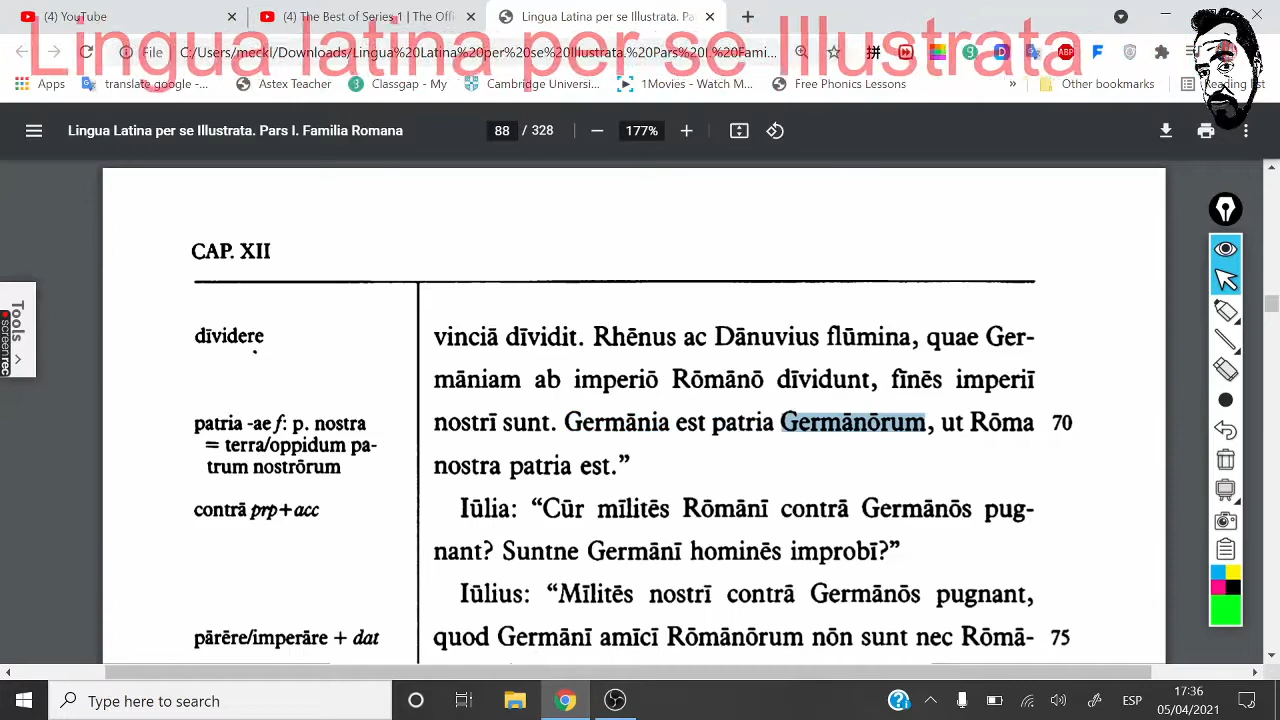 (4) YouTube
(4) The Best of Series 1 | The Offi
Lingua Latina per se Illustrata. Par
Lingua latina per se Illustrata
File
C:/Users/meckl/Downloads/Lingua%20Latina%20per%20se%20Illustrata.%20Pars%20I.%20Fami...
Apps
translate google -...
Astex Teacher
Classgap - My
Cambridge Universi...
1Movies - Watch M...
Free Phonics Lessons
»
Other bookmarks
Reading list
Lingua Latina per se Illustrata. Pars I. Familia Romana
88 / 328
177%
CAP. XII
dīvidere
vinciā dīvidit. Rhēnus ac Dānuvius flūmina, quae Ger-
māniam ab imperiō Rōmānō dīvidunt, fīnēs imperiī
patria -ae f: p. nostra
nostrī sunt. Germānia est patria Germānōrum, ut Rōma 70
= terra/oppidum pa-
trum nostrōrum
nostra patria est.”
contrā prp+acc
Iūlia: “Cūr mīlitēs Rōmānī contrā Germānōs pug-
nant? Suntne Germānī hominēs improbī?”
Iūlius: “Mīlitēs nostrī contrā Germānōs pugnant,
pārēre/imperāre + dat
quod Germānī amīcī Rōmānōrum nōn sunt nec Rōmā- 75
Tools
screenrec
Type here to search
ESP
17:36
05/04/2021